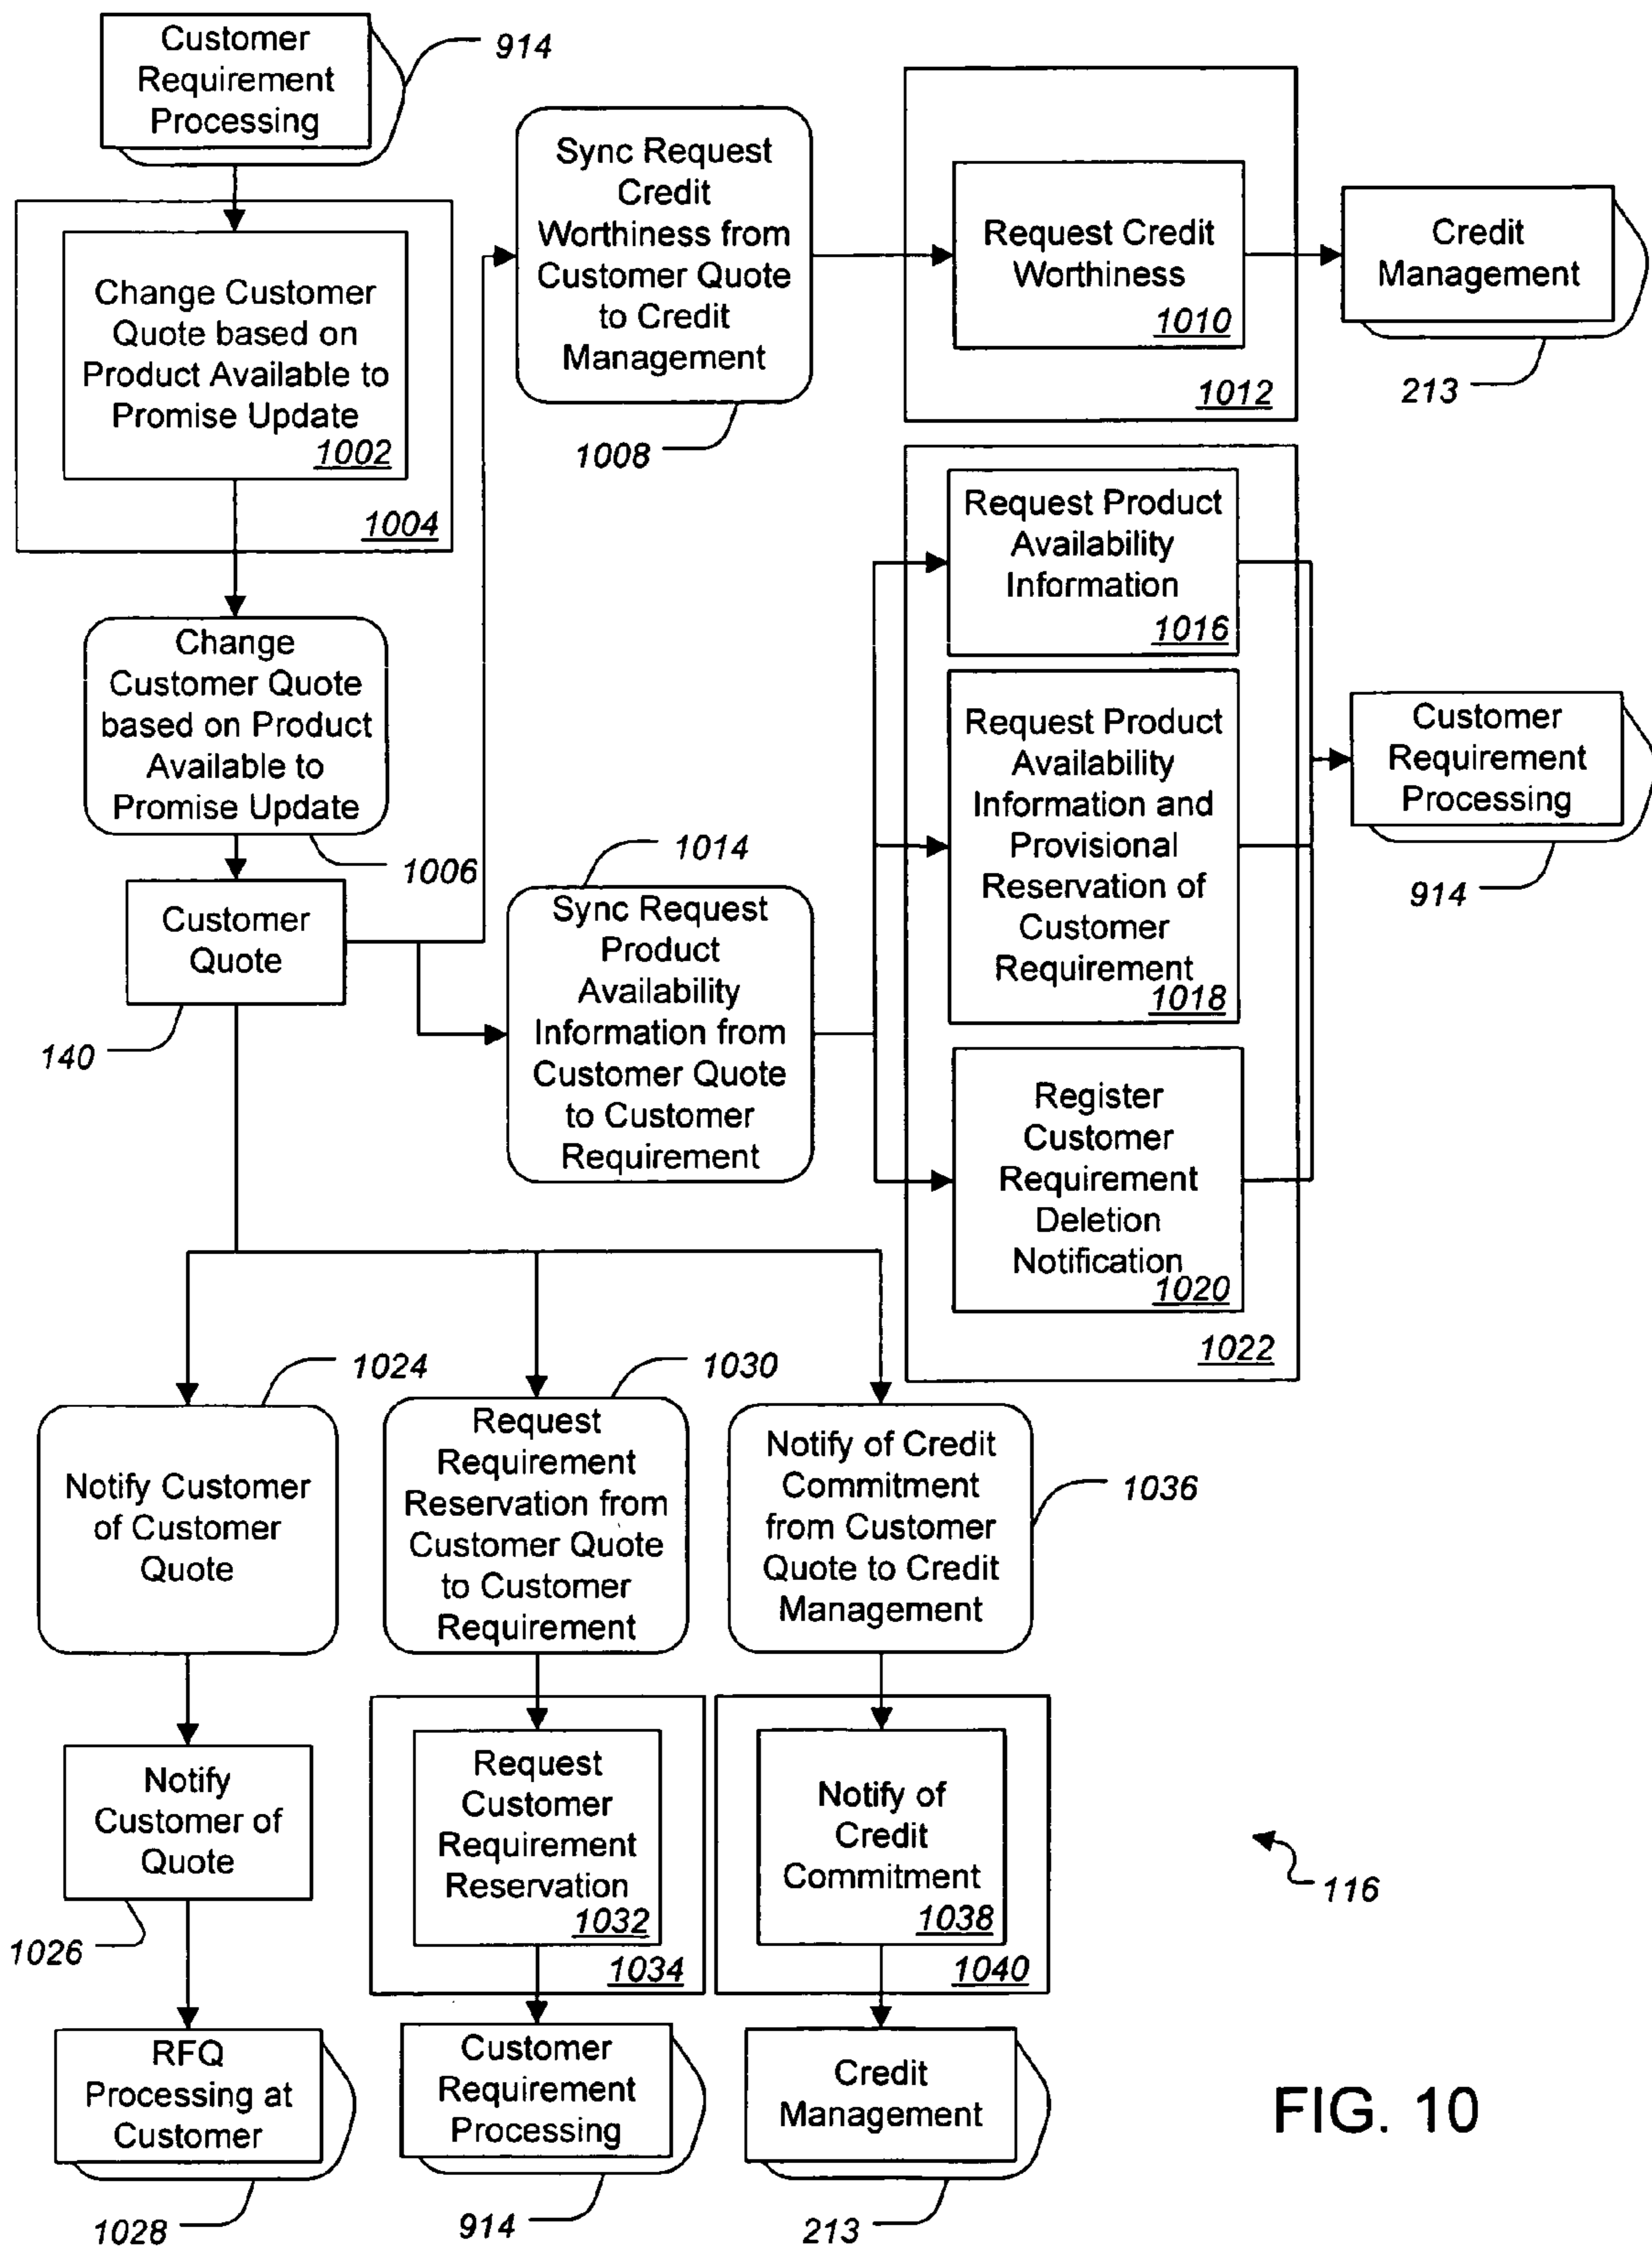 Customer
Requirement
Processing
914
Change Customer
Quote based on
Product Available to
Promise Update
1002
1004
Change
Customer Quote
based on Product
Available to
Promise Update
1006
Customer
Quote
140
Sync Request
Credit
Worthiness from
Customer Quote
to Credit
Management
1008
Request Credit
Worthiness
1010
1012
Credit
Management
213
1014
Sync Request
Product
Availability
Information from
Customer Quote
to Customer
Requirement
Request Product
Availability
Information
1016
Request Product
Availability
Information and
Provisional
Reservation of
Customer
Requirement
1018
Register
Customer
Requirement
Deletion
Notification
1020
1022
Customer
Requirement
Processing
914
1024
Notify Customer
of Customer
Quote
Notify
Customer of
Quote
1026
RFQ
Processing at
Customer
1028
1030
Request
Requirement
Reservation from
Customer Quote
to Customer
Requirement
Request
Customer
Requirement
Reservation
1032
1034
Customer
Requirement
Processing
914
Notify of Credit
Commitment
from Customer
Quote to Credit
Management
1036
Notify of
Credit
Commitment
1038
1040
Credit
Management
213
116
FIG. 10